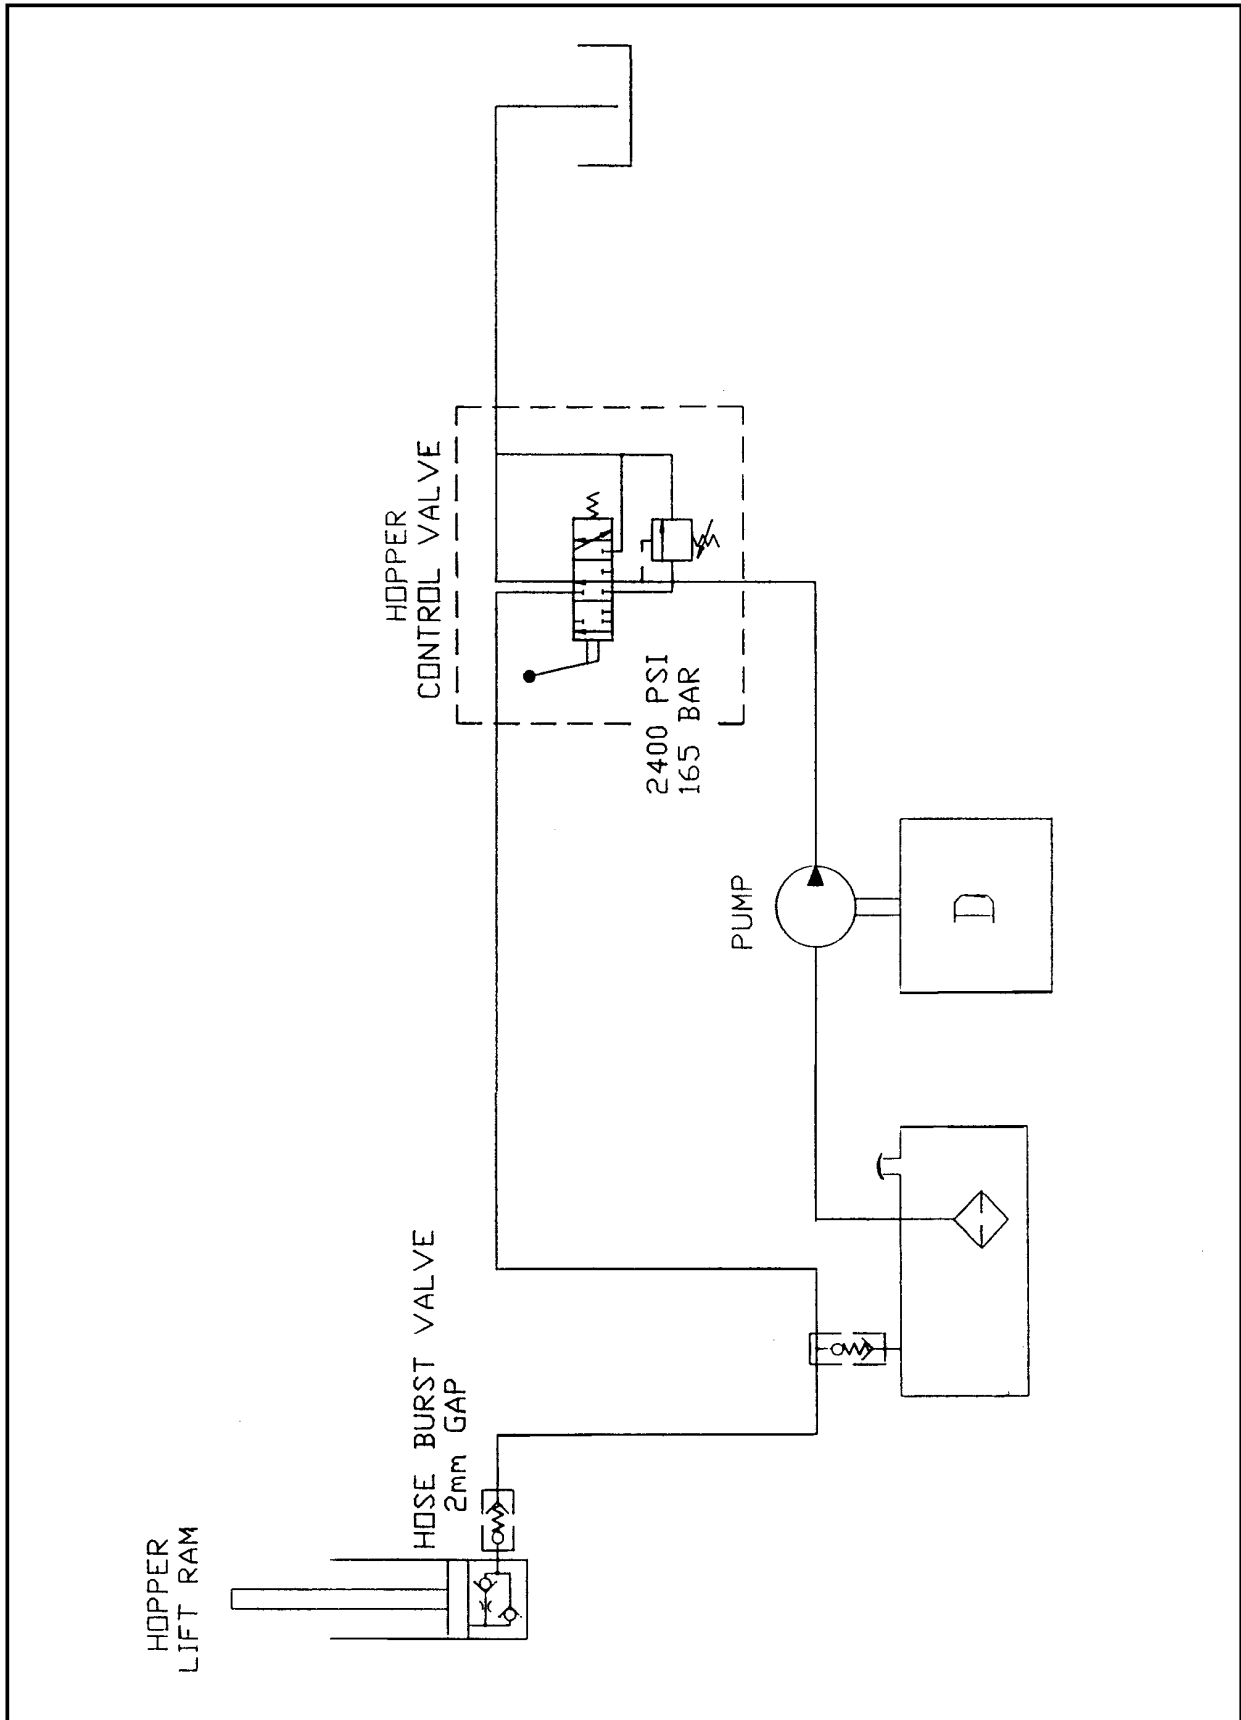 HOPPER
LIFT RAM
HOSE BURST VALVE
2mm GAP
HOPPER
CONTROL VALVE
2400 PSI
165 BAR
PUMP
D